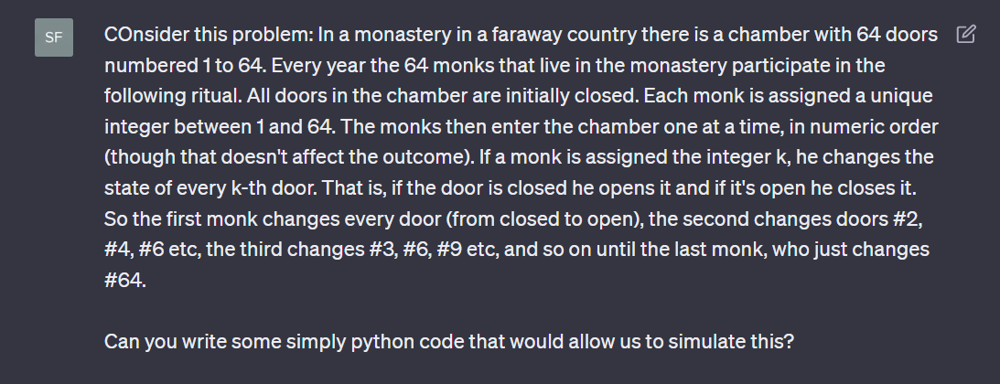 SF
COnsider this problem: In a monastery in a faraway country there is a chamber with 64 doors
numbered 1 to 64. Every year the 64 monks that live in the monastery participate in the
following ritual. All doors in the chamber are initially closed. Each monk is assigned a unique
integer between 1 and 64. The monks then enter the chamber one at a time, in numeric order
(though that doesn't affect the outcome). If a monk is assigned the integer k, he changes the
state of every k-th door. That is, if the door is closed he opens it and if it's open he closes it.
So the first monk changes every door (from closed to open), the second changes doors #2,
#4, #6 etc, the third changes #3, #6, #9 etc, and so on until the last monk, who just changes
#64.
Can you write some simply python code that would allow us to simulate this?